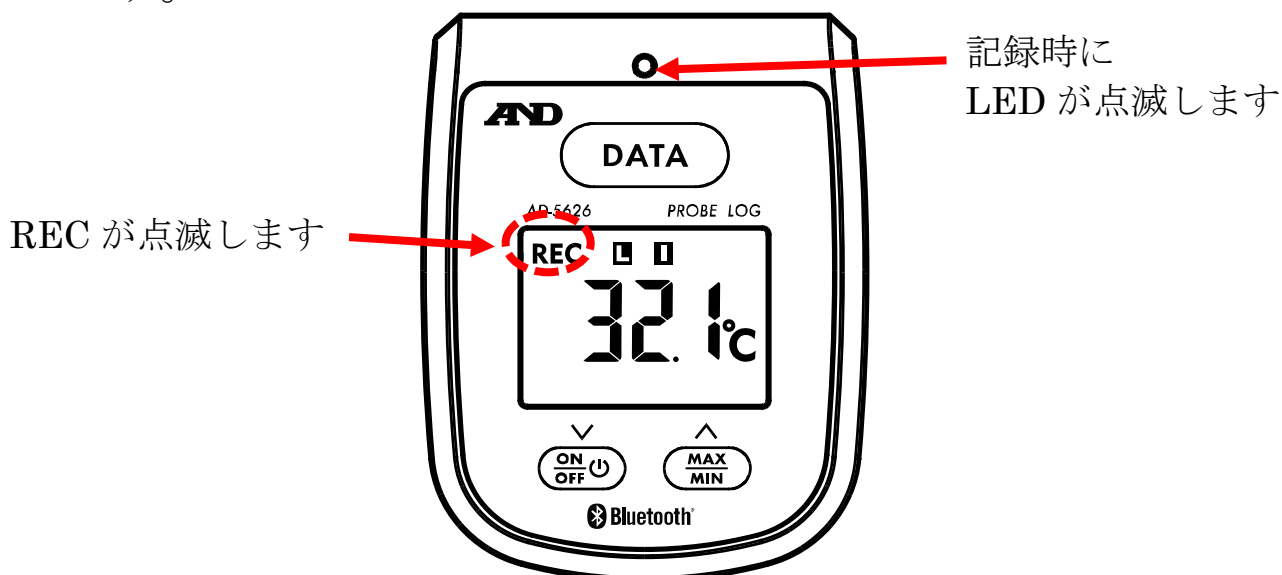 記録時に
LED が点滅します
AND
DATA
AD-5626 PROBE LOG
REC が点滅します
REC L I
32.1℃
ON
OFF
MAX
MIN
Bluetooth®